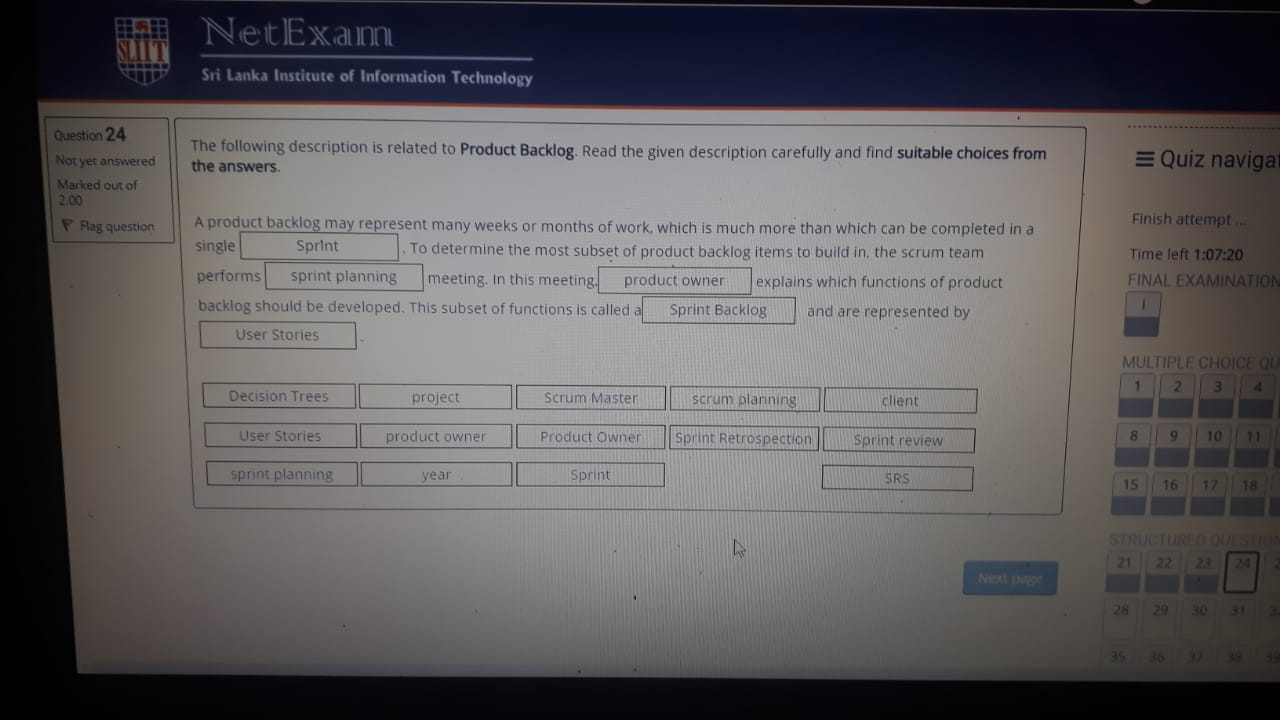 SLIIT
NetExam
Sri Lanka Institute of Information Technology
Question 24
Not yet answered
Marked out of
2.00
Flag question
The following description is related to Product Backlog. Read the given description carefully and find suitable choices from
the answers.
A product backlog may represent many weeks or months of work, which is much more than which can be completed in a
single Sprint . To determine the most subset of product backlog items to build in, the scrum team
performs sprint planning meeting. In this meeting, product owner explains which functions of product
backlog should be developed. This subset of functions is called a Sprint Backlog and are represented by
User Stories .
Decision Trees project Scrum Master scrum planning client
User Stories product owner Product Owner Sprint Retrospection Sprint review
sprint planning year Sprint SRS
Next page
Quiz naviga
Finish attempt ...
Time left 1:07:20
FINAL EXAMINATION
i
MULTIPLE CHOICE QU
1 2 3 4
8 9 10 11
15 16 17 18
STRUCTURED QUESTIO
21 22 23 24
28 29 30 31
35 36 37 38